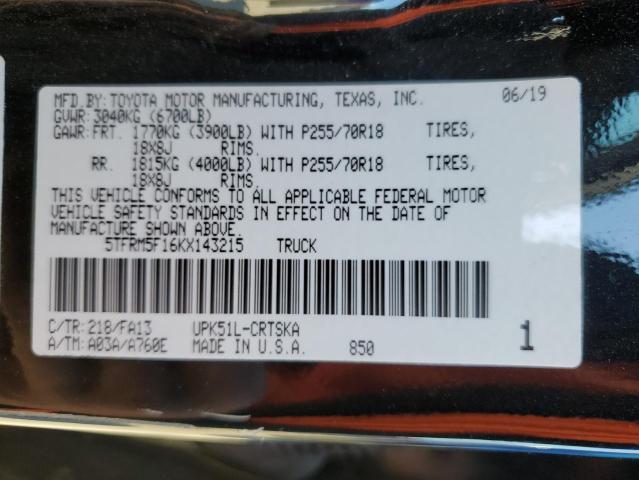 MFD.BY:TOYOTA MOTOR MANUFACTURING, TEXAS, INC. 06/19
GVWR:3040KG (6700LB)
GAWR:FRT. 1770KG (3900LB) WITH P255/70R18 TIRES,
18X8J RIMS.
RR. 1815KG (4000LB) WITH P255/70R18 TIRES,
18X8J RIMS.
THIS VEHICLE CONFORMS TO ALL APPLICABLE FEDERAL MOTOR
VEHICLE SAFETY STANDARDS IN EFFECT ON THE DATE OF
MANUFACTURE SHOWN ABOVE.
5TFRM5F16KX143215 TRUCK
C/TR:218/FA13 UPK51L-CRTSKA
A/TM:A03A/A760E MADE IN U.S.A. 850 1